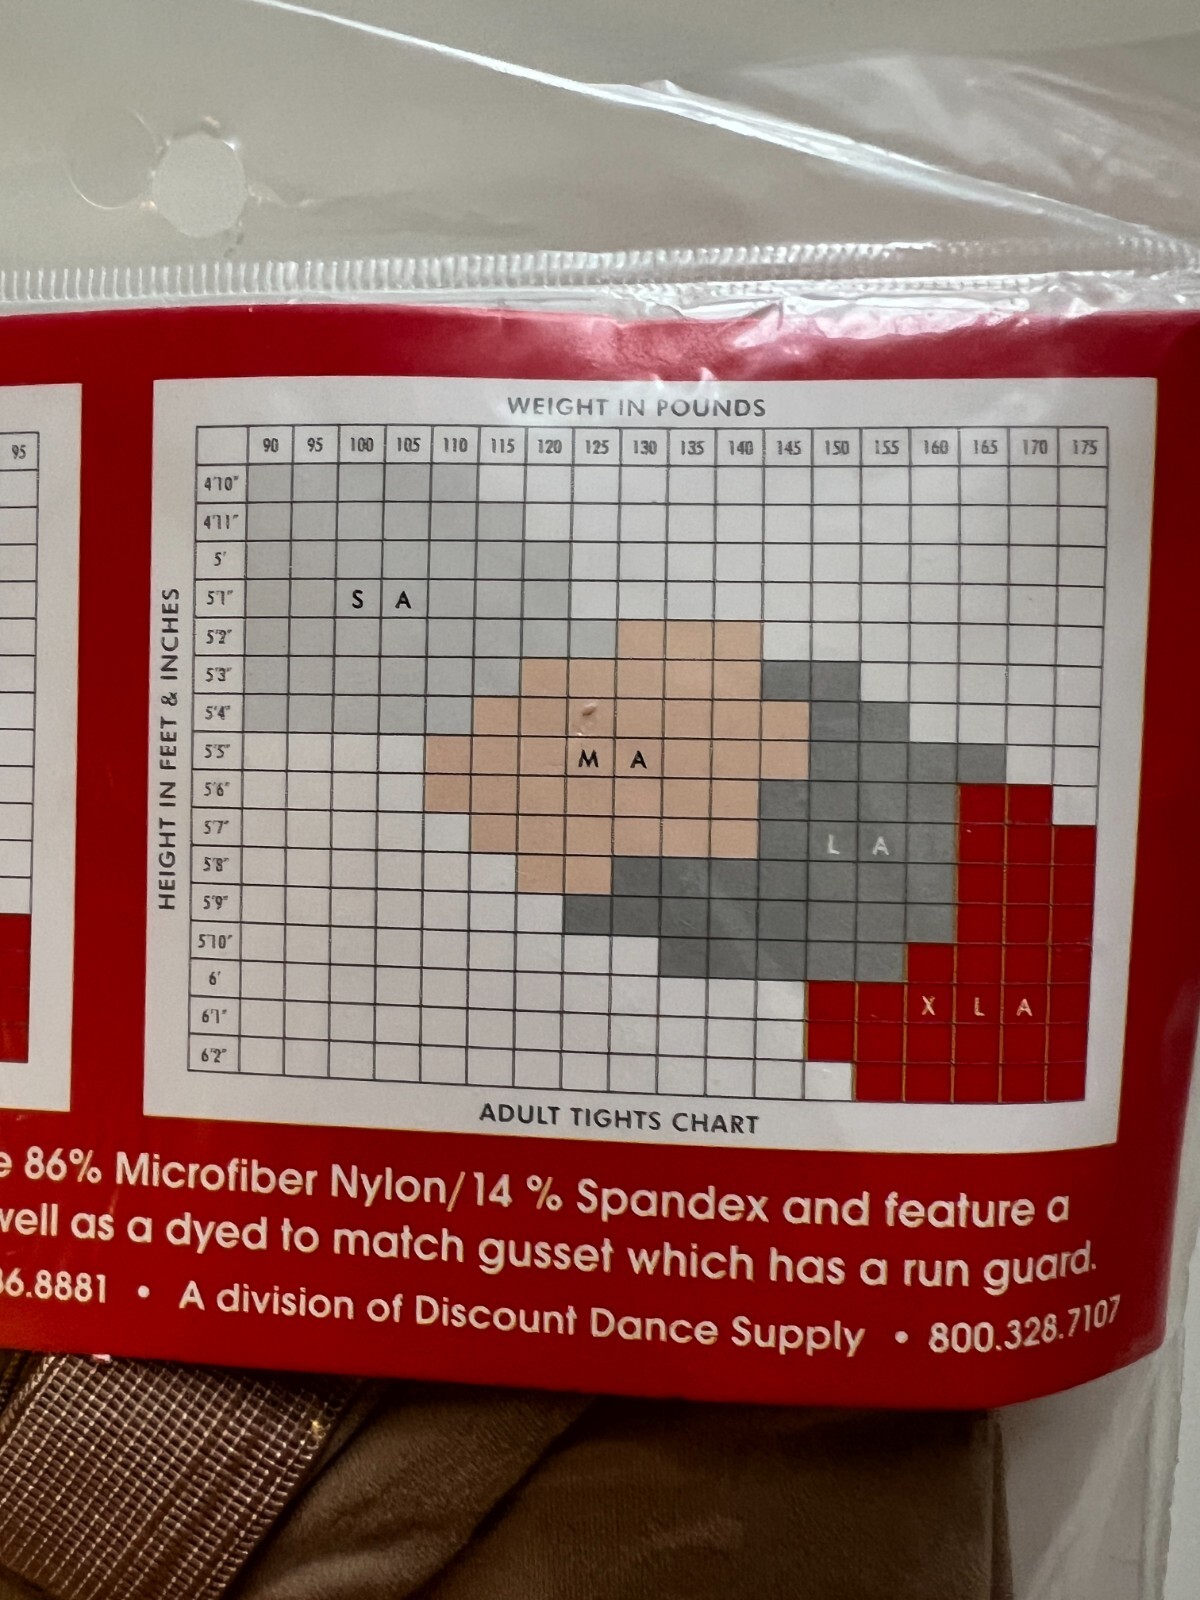 WEIGHT IN POUNDS
95
90 95 100 105 110 115 120 125 130 135 140 145 150 155 160 165 170 175
4'10"
4'11"
5'
5'1" S A
5'2"
5'3"
5'4"
HEIGHT IN FEET & INCHES
5'5" M A
5'6"
5'7" L A
5'8"
5'9"
5'10"
6'
6'1" X L A
6'2"
ADULT TIGHTS CHART
86% Microfiber Nylon/14 % Spandex and feature a
well as a dyed to match gusset which has a run guard.
6.8881 • A division of Discount Dance Supply • 800.328.7107